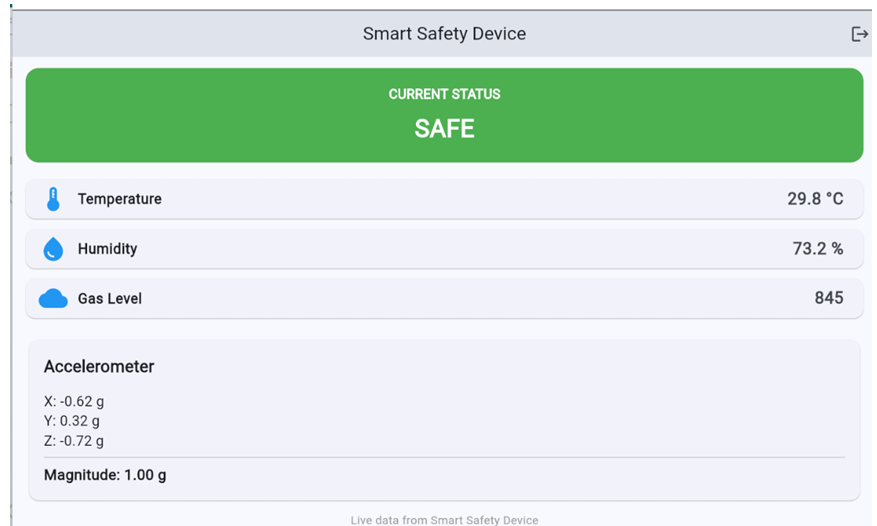 Smart Safety Device
CURRENT STATUS
SAFE
Temperature 29.8 °C
Humidity 73.2 %
Gas Level 845
Accelerometer
X: -0.62 g
Y: 0.32 g
Z: -0.72 g
Magnitude: 1.00 g
Live data from Smart Safety Device